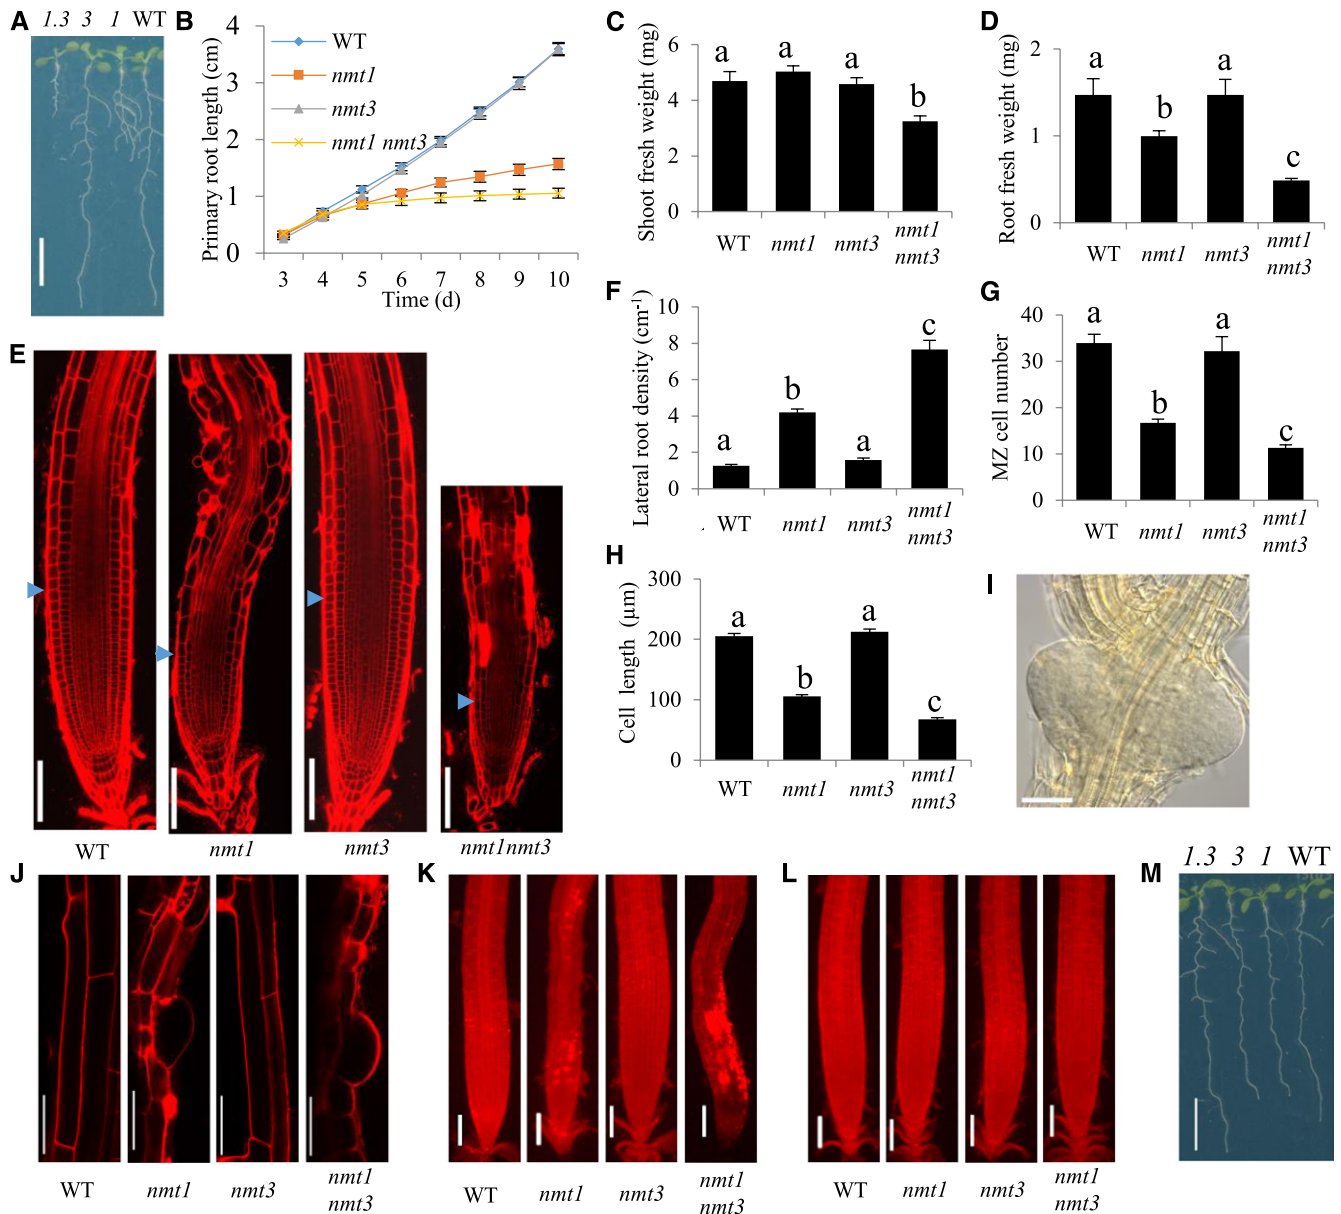 A
1.3 3 1 WT
B
Primary root length (cm)
4
3
2
1
0
WT
nmt1
nmt3
nmt1 nmt3
3 4 5 6 7 8 9 10
Time (d)
C
Shoot fresh weight (mg)
6
4
2
0
a a a b
WT nmt1 nmt3 nmt1
nmt3
D
Root fresh weight (mg)
2
1
0
a b a c
WT nmt1 nmt3 nmt1
nmt3
E
WT nmt1 nmt3 nmt1nmt3
F
Lateral root density (cm⁻¹)
10
8
6
4
2
0
a b a c
WT nmt1 nmt3 nmt1
nmt3
G
MZ cell number
40
30
20
10
0
a b a c
WT nmt1 nmt3 nmt1
nmt3
H
Cell length (µm)
300
200
100
0
a b a c
WT nmt1 nmt3 nmt1
nmt3
I
J
WT nmt1 nmt3 nmt1
nmt3
K
WT nmt1 nmt3 nmt1
nmt3
L
WT nmt1 nmt3 nmt1
nmt3
M
1.3 3 1 WT